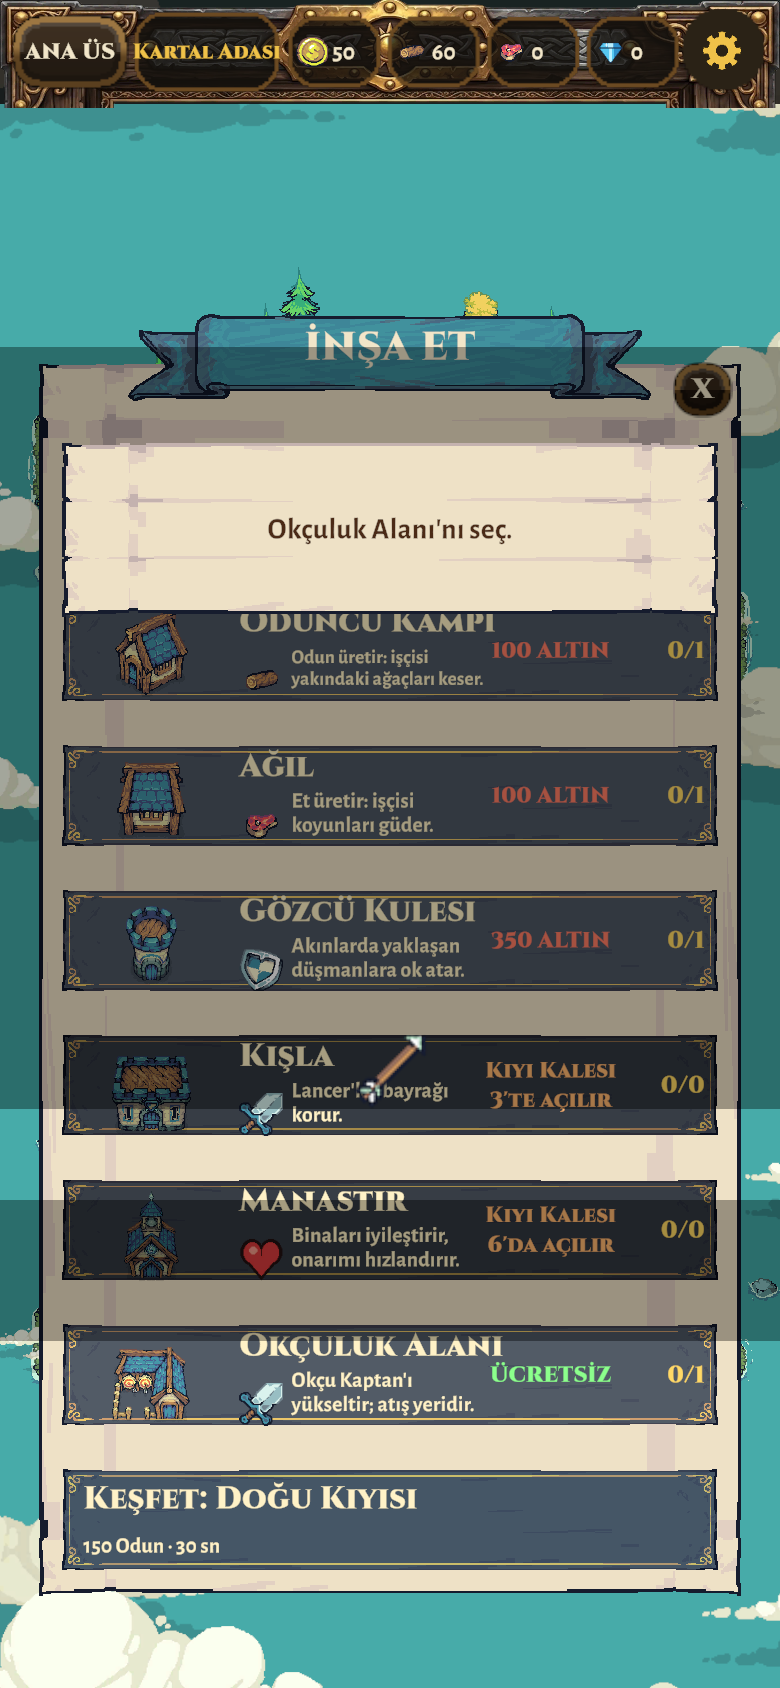 ANA ÜS
KARTAL ADASI
50
60
0
0
İNŞA ET
X
Okçuluk Alanı'nı seç.
ODUNCU KAMPI
Odun üretir: işçisi
yakındaki ağaçları keser.
100 ALTIN
0/1
AĞIL
Et üretir: işçisi
koyunları güder.
100 ALTIN
0/1
GÖZCÜ KULESI
Akınlarda yaklaşan
düşmanlara ok atar.
350 ALTIN
0/1
KIŞLA
bayrağı
korur.
KIYI KALESI
3'TE AÇILIR
0/0
MANASTIR
Binaları iyileştirir,
onarımı hızlandırır.
KIYI KALESI
6'DA AÇILIR
0/0
OKÇULUK ALANI
Okçu Kaptan'ı
yükseltir; atış yeridir.
ÜCRETSİZ
0/1
KEŞFET: DOĞU KIYISI
150 Odun · 30 sn